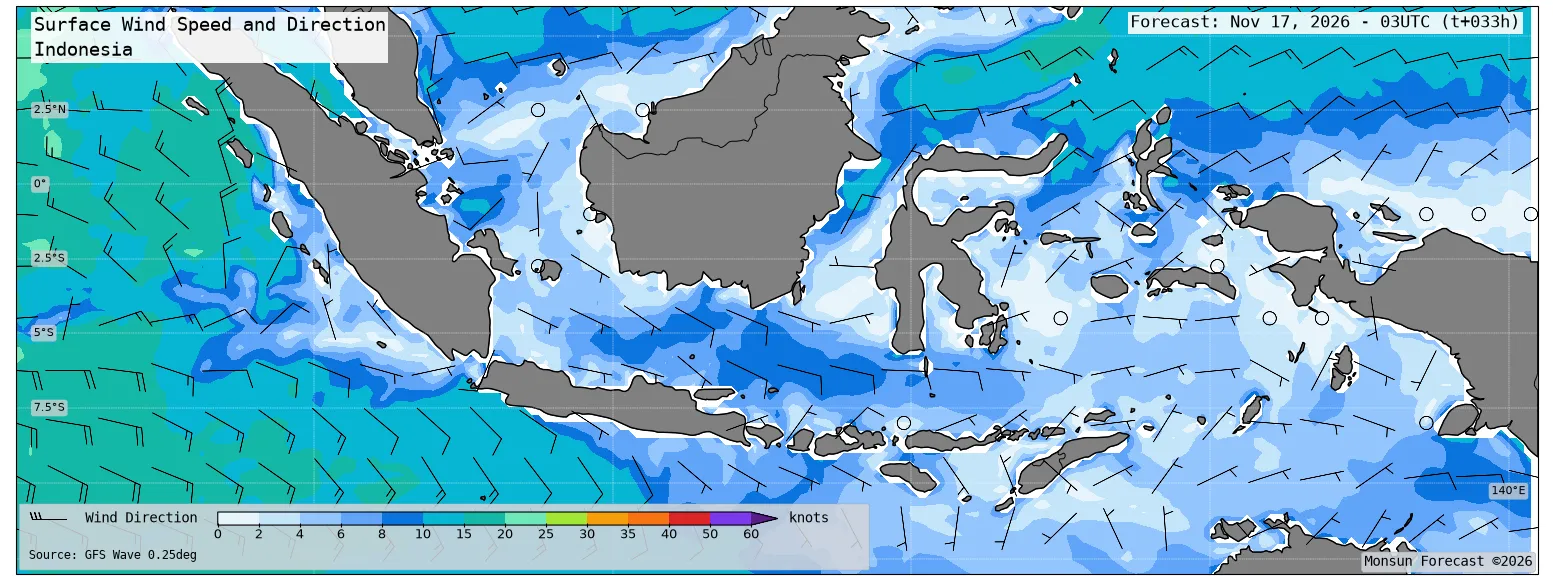 Surface Wind Speed and Direction
Indonesia
Forecast: Nov 17, 2026 - 03UTC (t+033h)
2.5°N
0°
2.5°S
5°S
7.5°S
140°E
Wind Direction
0 2 4 6 8 10 15 20 25 30 35 40 50 60
knots
Source: GFS Wave 0.25deg
Monsun Forecast ©2026